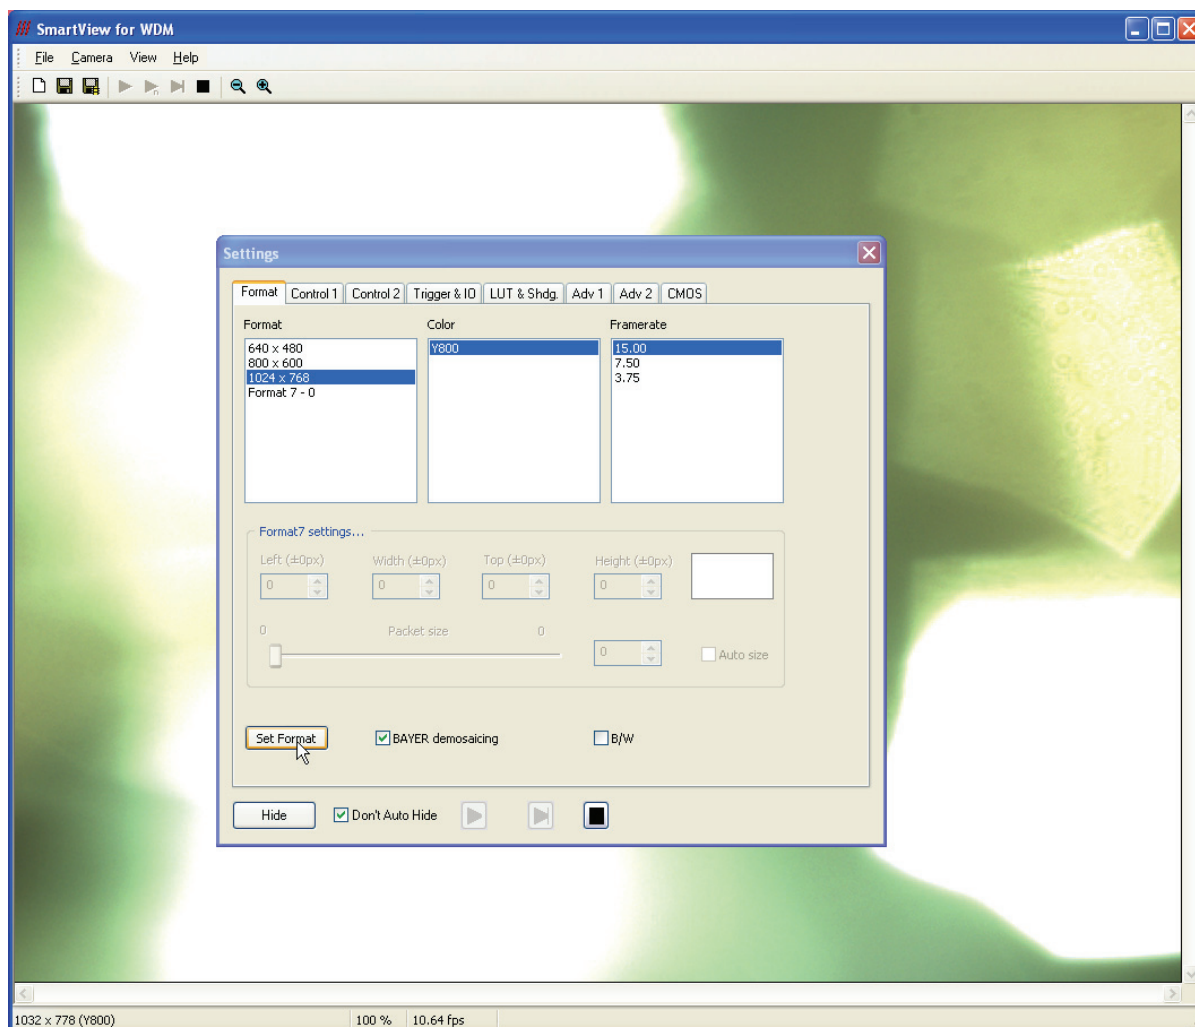 SmartView for WDM
File Camera View Help
Settings
Format Control 1 Control 2 Trigger & IO LUT & Shdg. Adv 1 Adv 2 CMOS
Format Color Framerate
640 x 480 Y800 15.00
800 x 600 7.50
1024 x 768 3.75
Format 7 - 0
Format7 settings...
Left (±0px) Width (±0px) Top (±0px) Height (±0px)
0 0 0 0
0 Packet size 0
0 Auto size
Set Format BAYER demosaicing B/W
Hide Don't Auto Hide
1032 x 778 (Y800) 100 % 10.64 fps